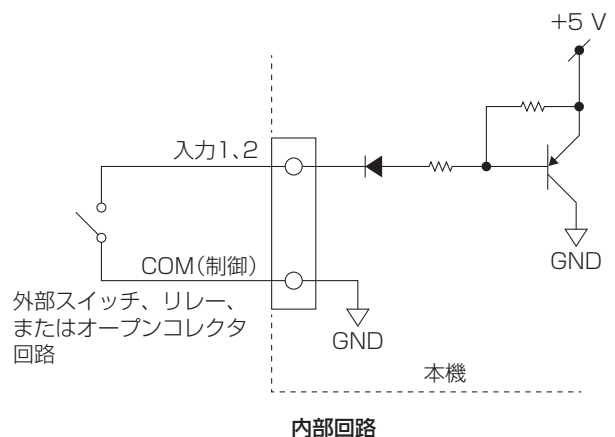 +5 V
入力1、2
GND
COM(制御)
外部スイッチ、リレー、
またはオープンコレクタ
回路
GND
本機
内部回路